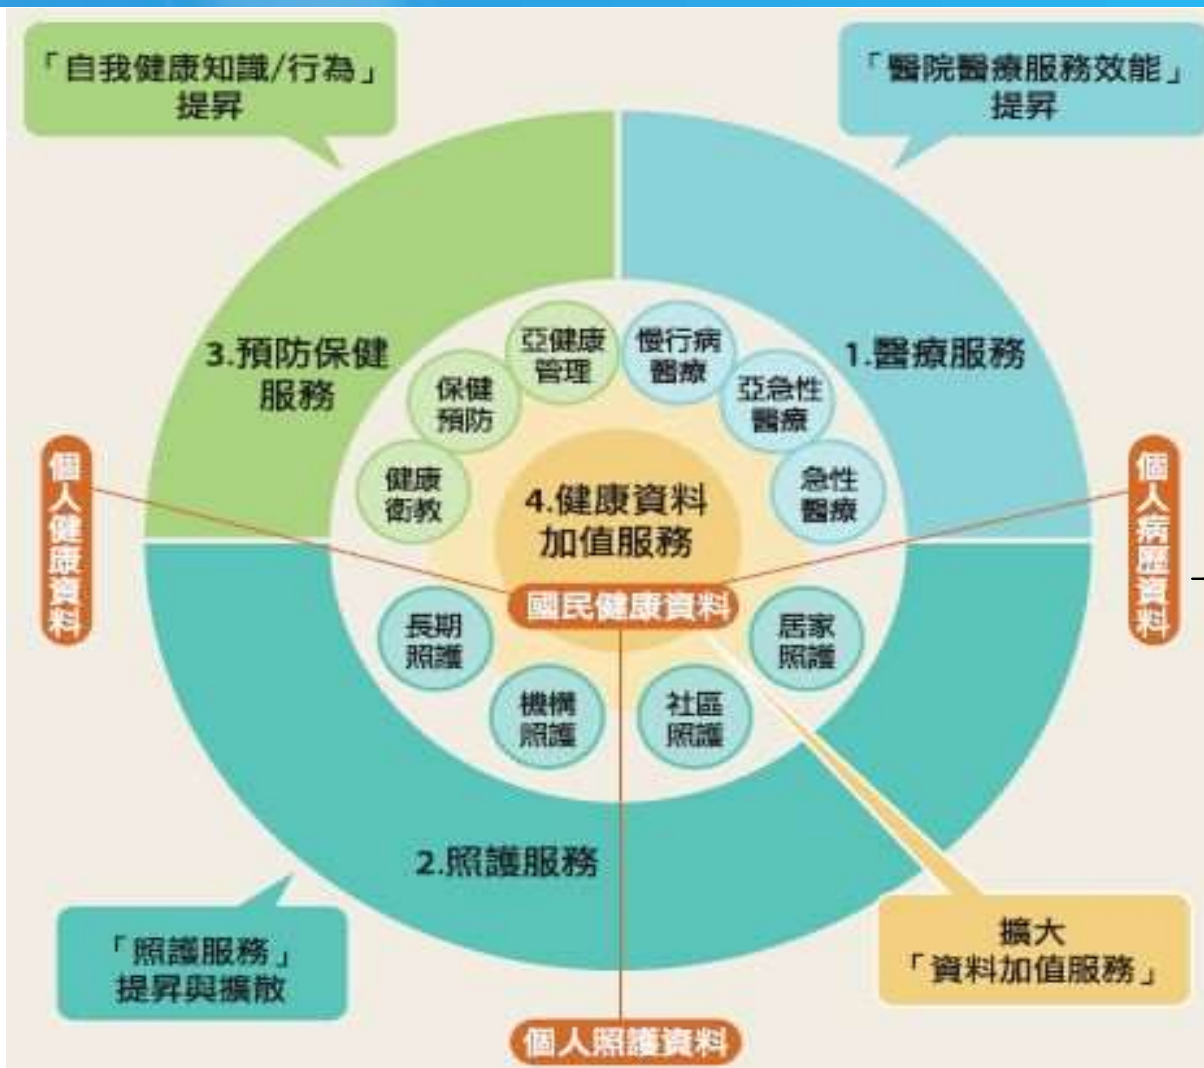 「自我健康知識/行為」
提昇
「醫院醫療服務效能」
提昇
3.預防保健
服務
1.醫療服務
亞健康
管理
慢行病
醫療
保健
預防
亞急性
醫療
健康
衛教
急性
醫療
4.健康資料
加值服務
個人健康資料
個人病歷資料
國民健康資料
長期
照護
居家
照護
機構
照護
社區
照護
2.照護服務
「照護服務」
提昇與擴散
擴大
「資料加值服務」
個人照護資料